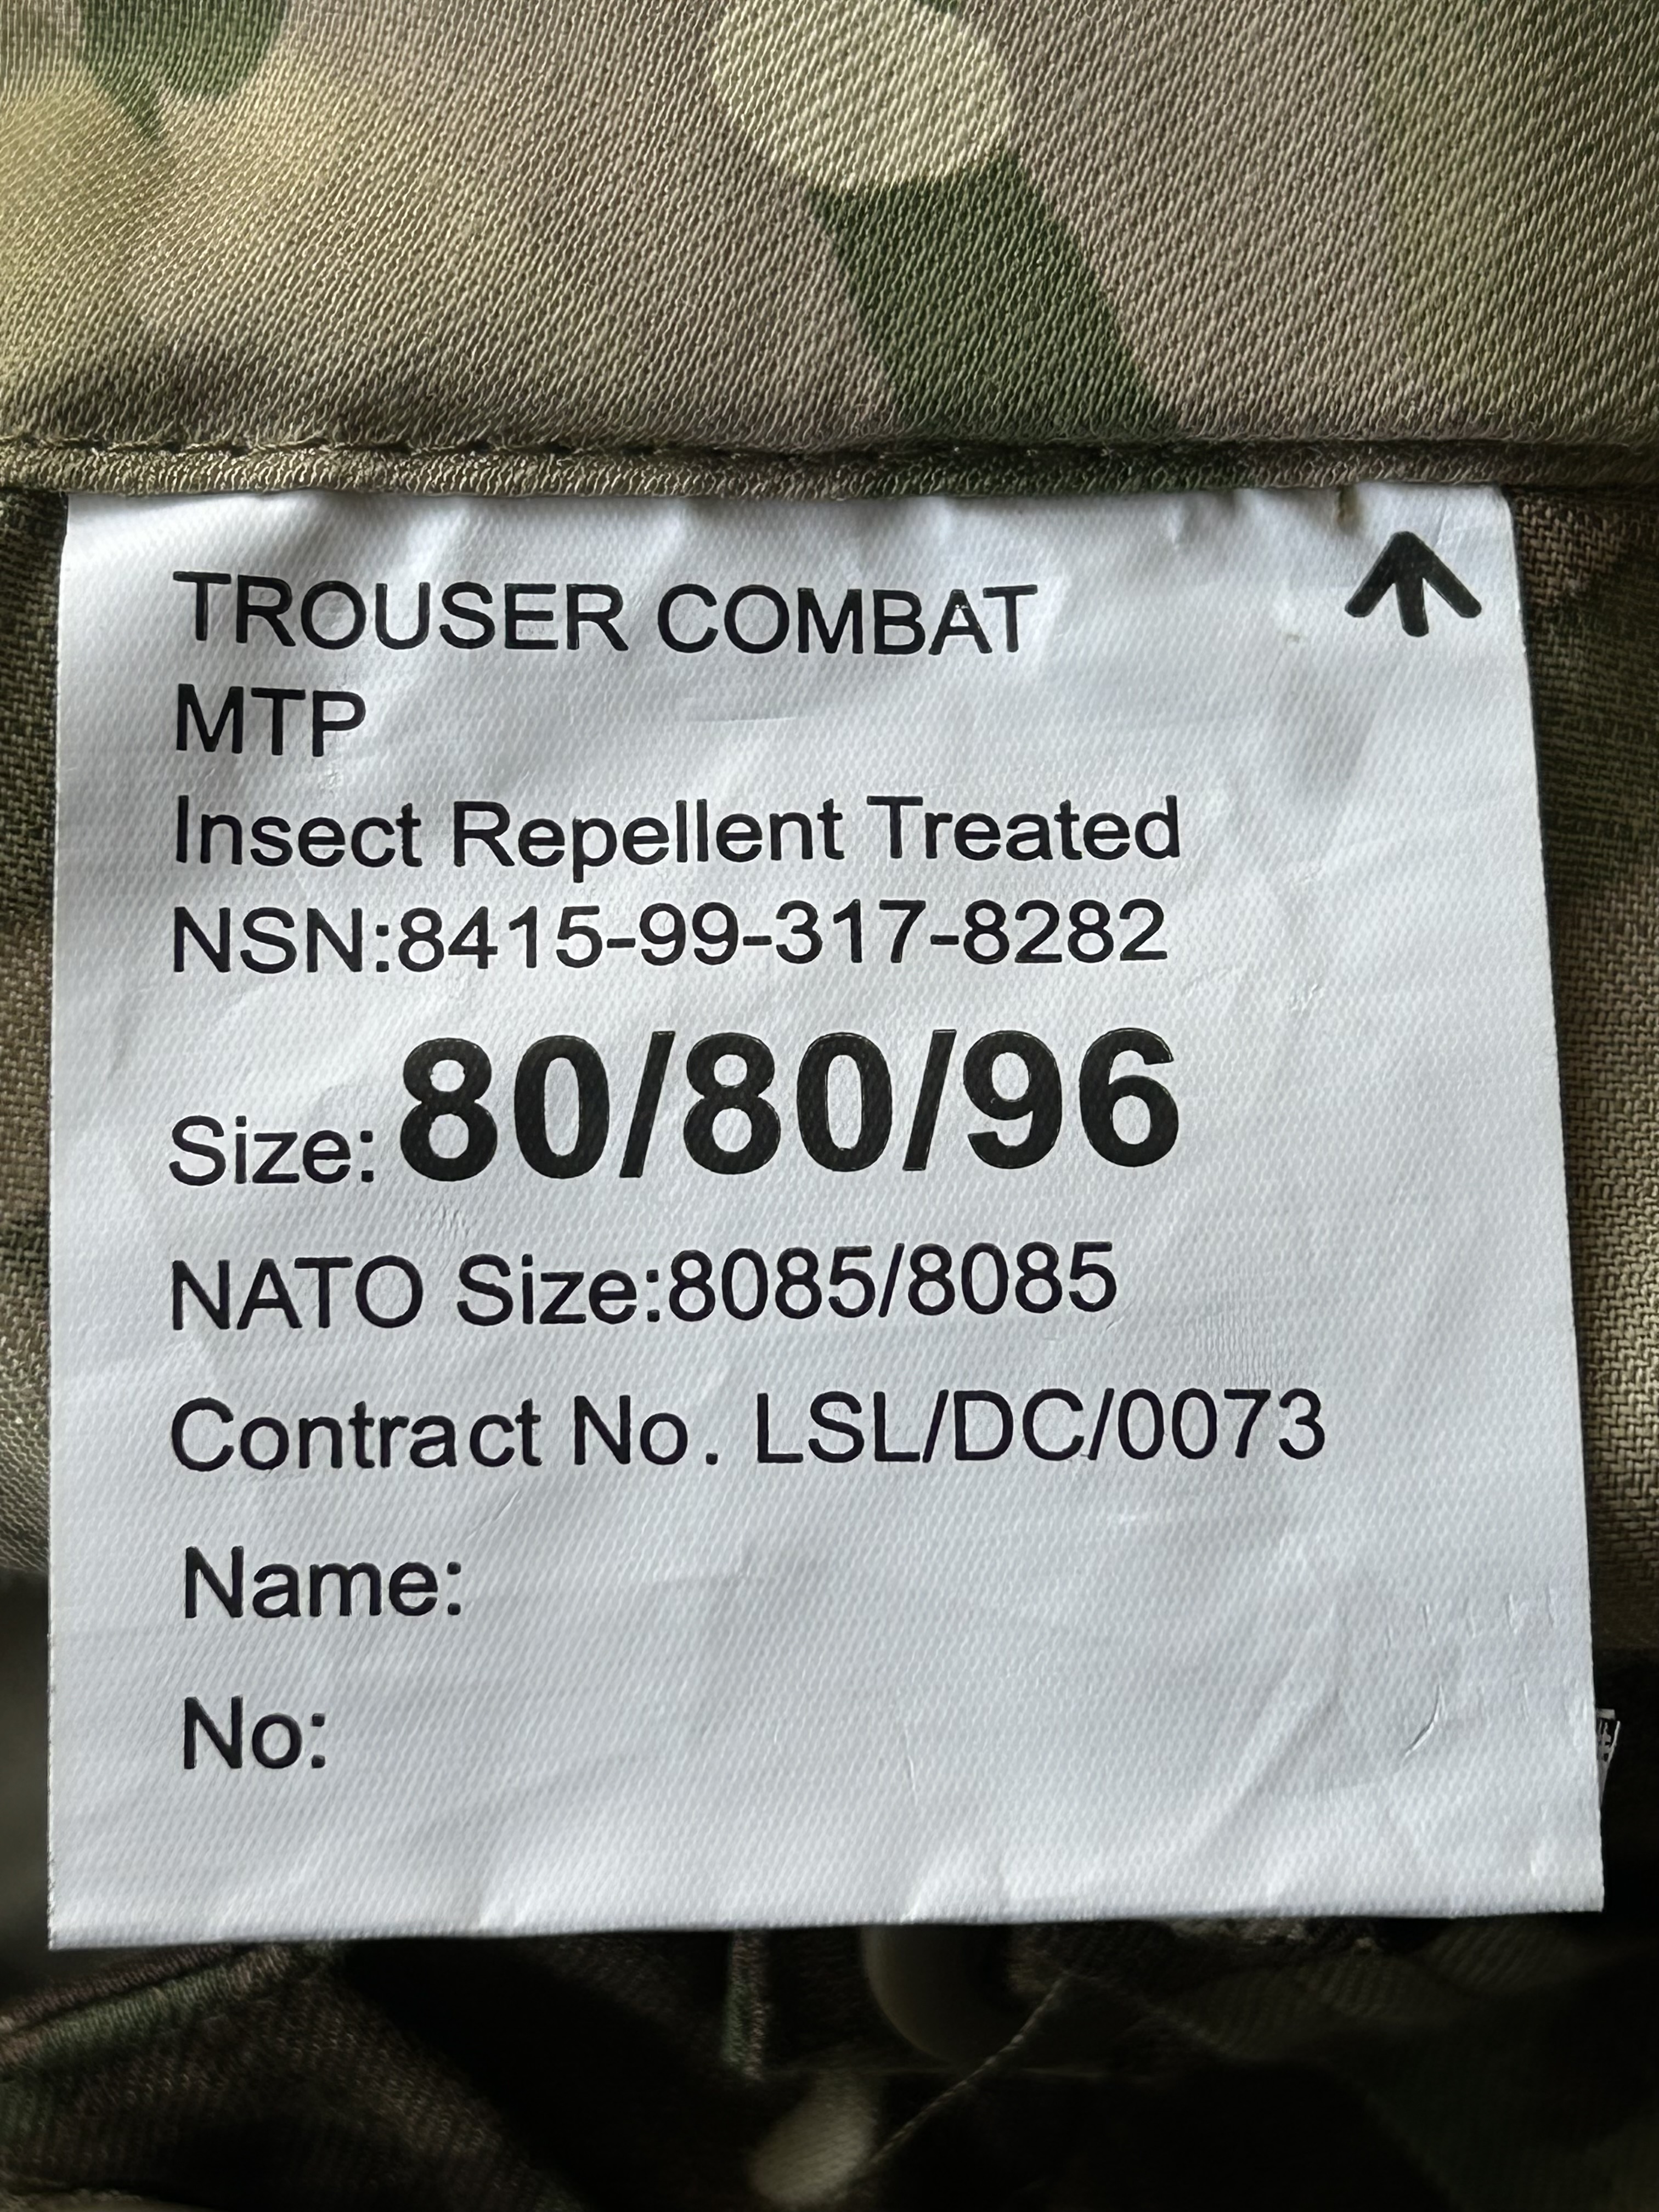 TROUSER COMBAT
MTP
Insect Repellent Treated
NSN:8415-99-317-8282
Size: 80/80/96
NATO Size:8085/8085
Contract No. LSL/DC/0073
Name:
No: